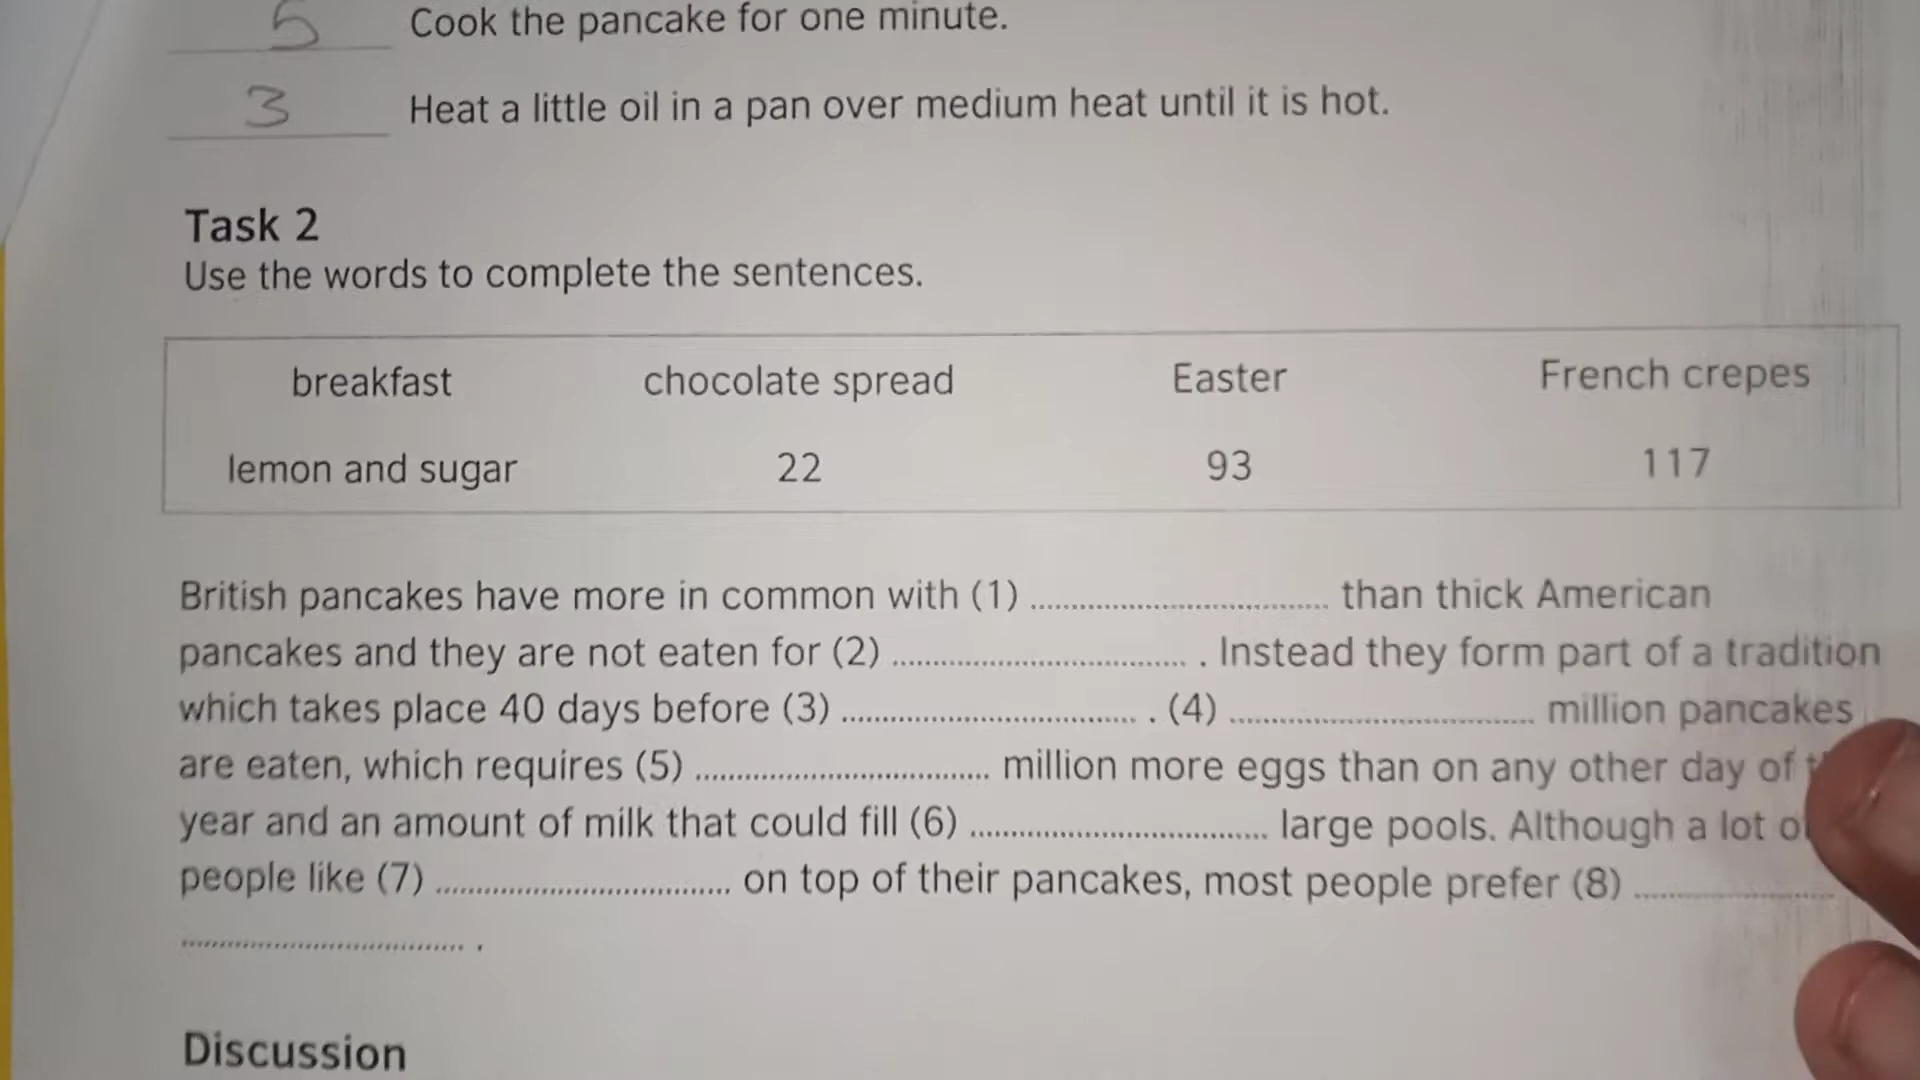 5 Cook the pancake for one minute.
3 Heat a little oil in a pan over medium heat until it is hot.
Task 2
Use the words to complete the sentences.
breakfast chocolate spread Easter French crepes
lemon and sugar 22 93 117
British pancakes have more in common with (1) .................... than thick American
pancakes and they are not eaten for (2) .................... . Instead they form part of a tradition
which takes place 40 days before (3) .................... . (4) .................... million pancakes
are eaten, which requires (5) .................... million more eggs than on any other day of
year and an amount of milk that could fill (6) .................... large pools. Although a lot
people like (7) .................... on top of their pancakes, most people prefer (8) ....................
.................... .
Discussion